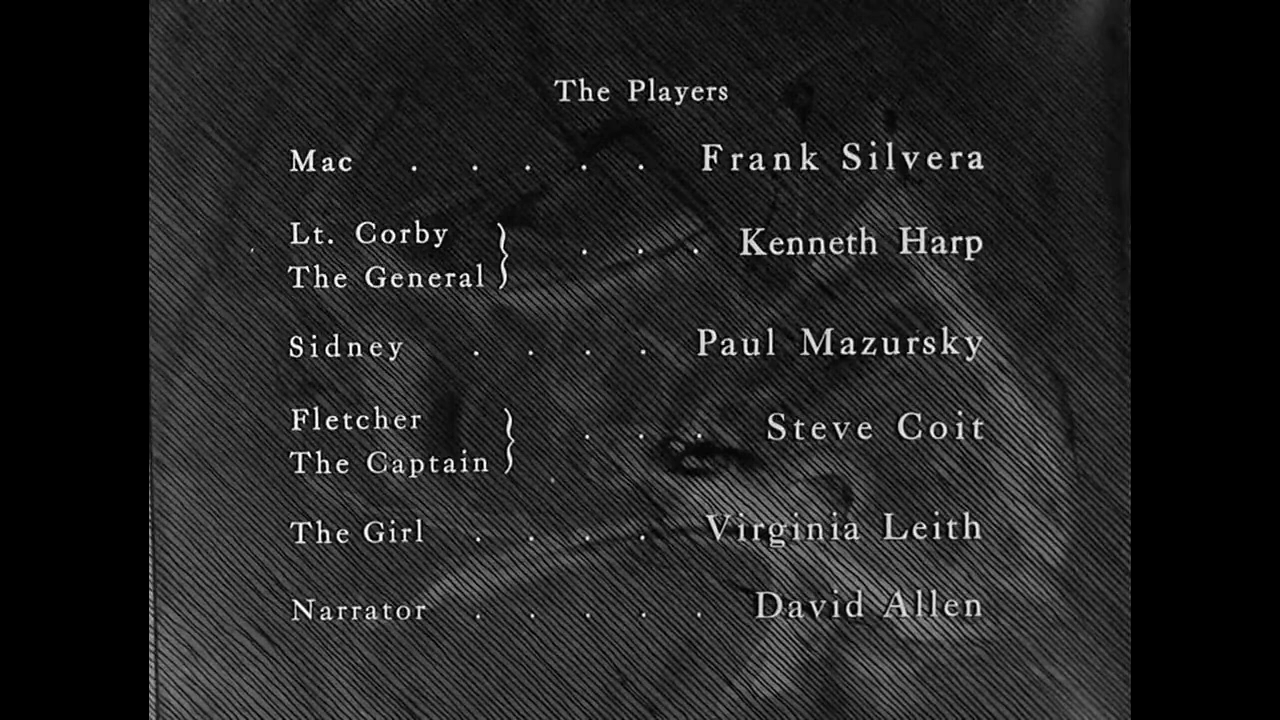 The Players
Mac . . . . . Frank Silvera
Lt. Corby
The General } . . . Kenneth Harp
Sidney . . . . Paul Mazursky
Fletcher
The Captain } . . . Steve Coit
The Girl . . . . Virginia Leith
Narrator . . . . . David Allen